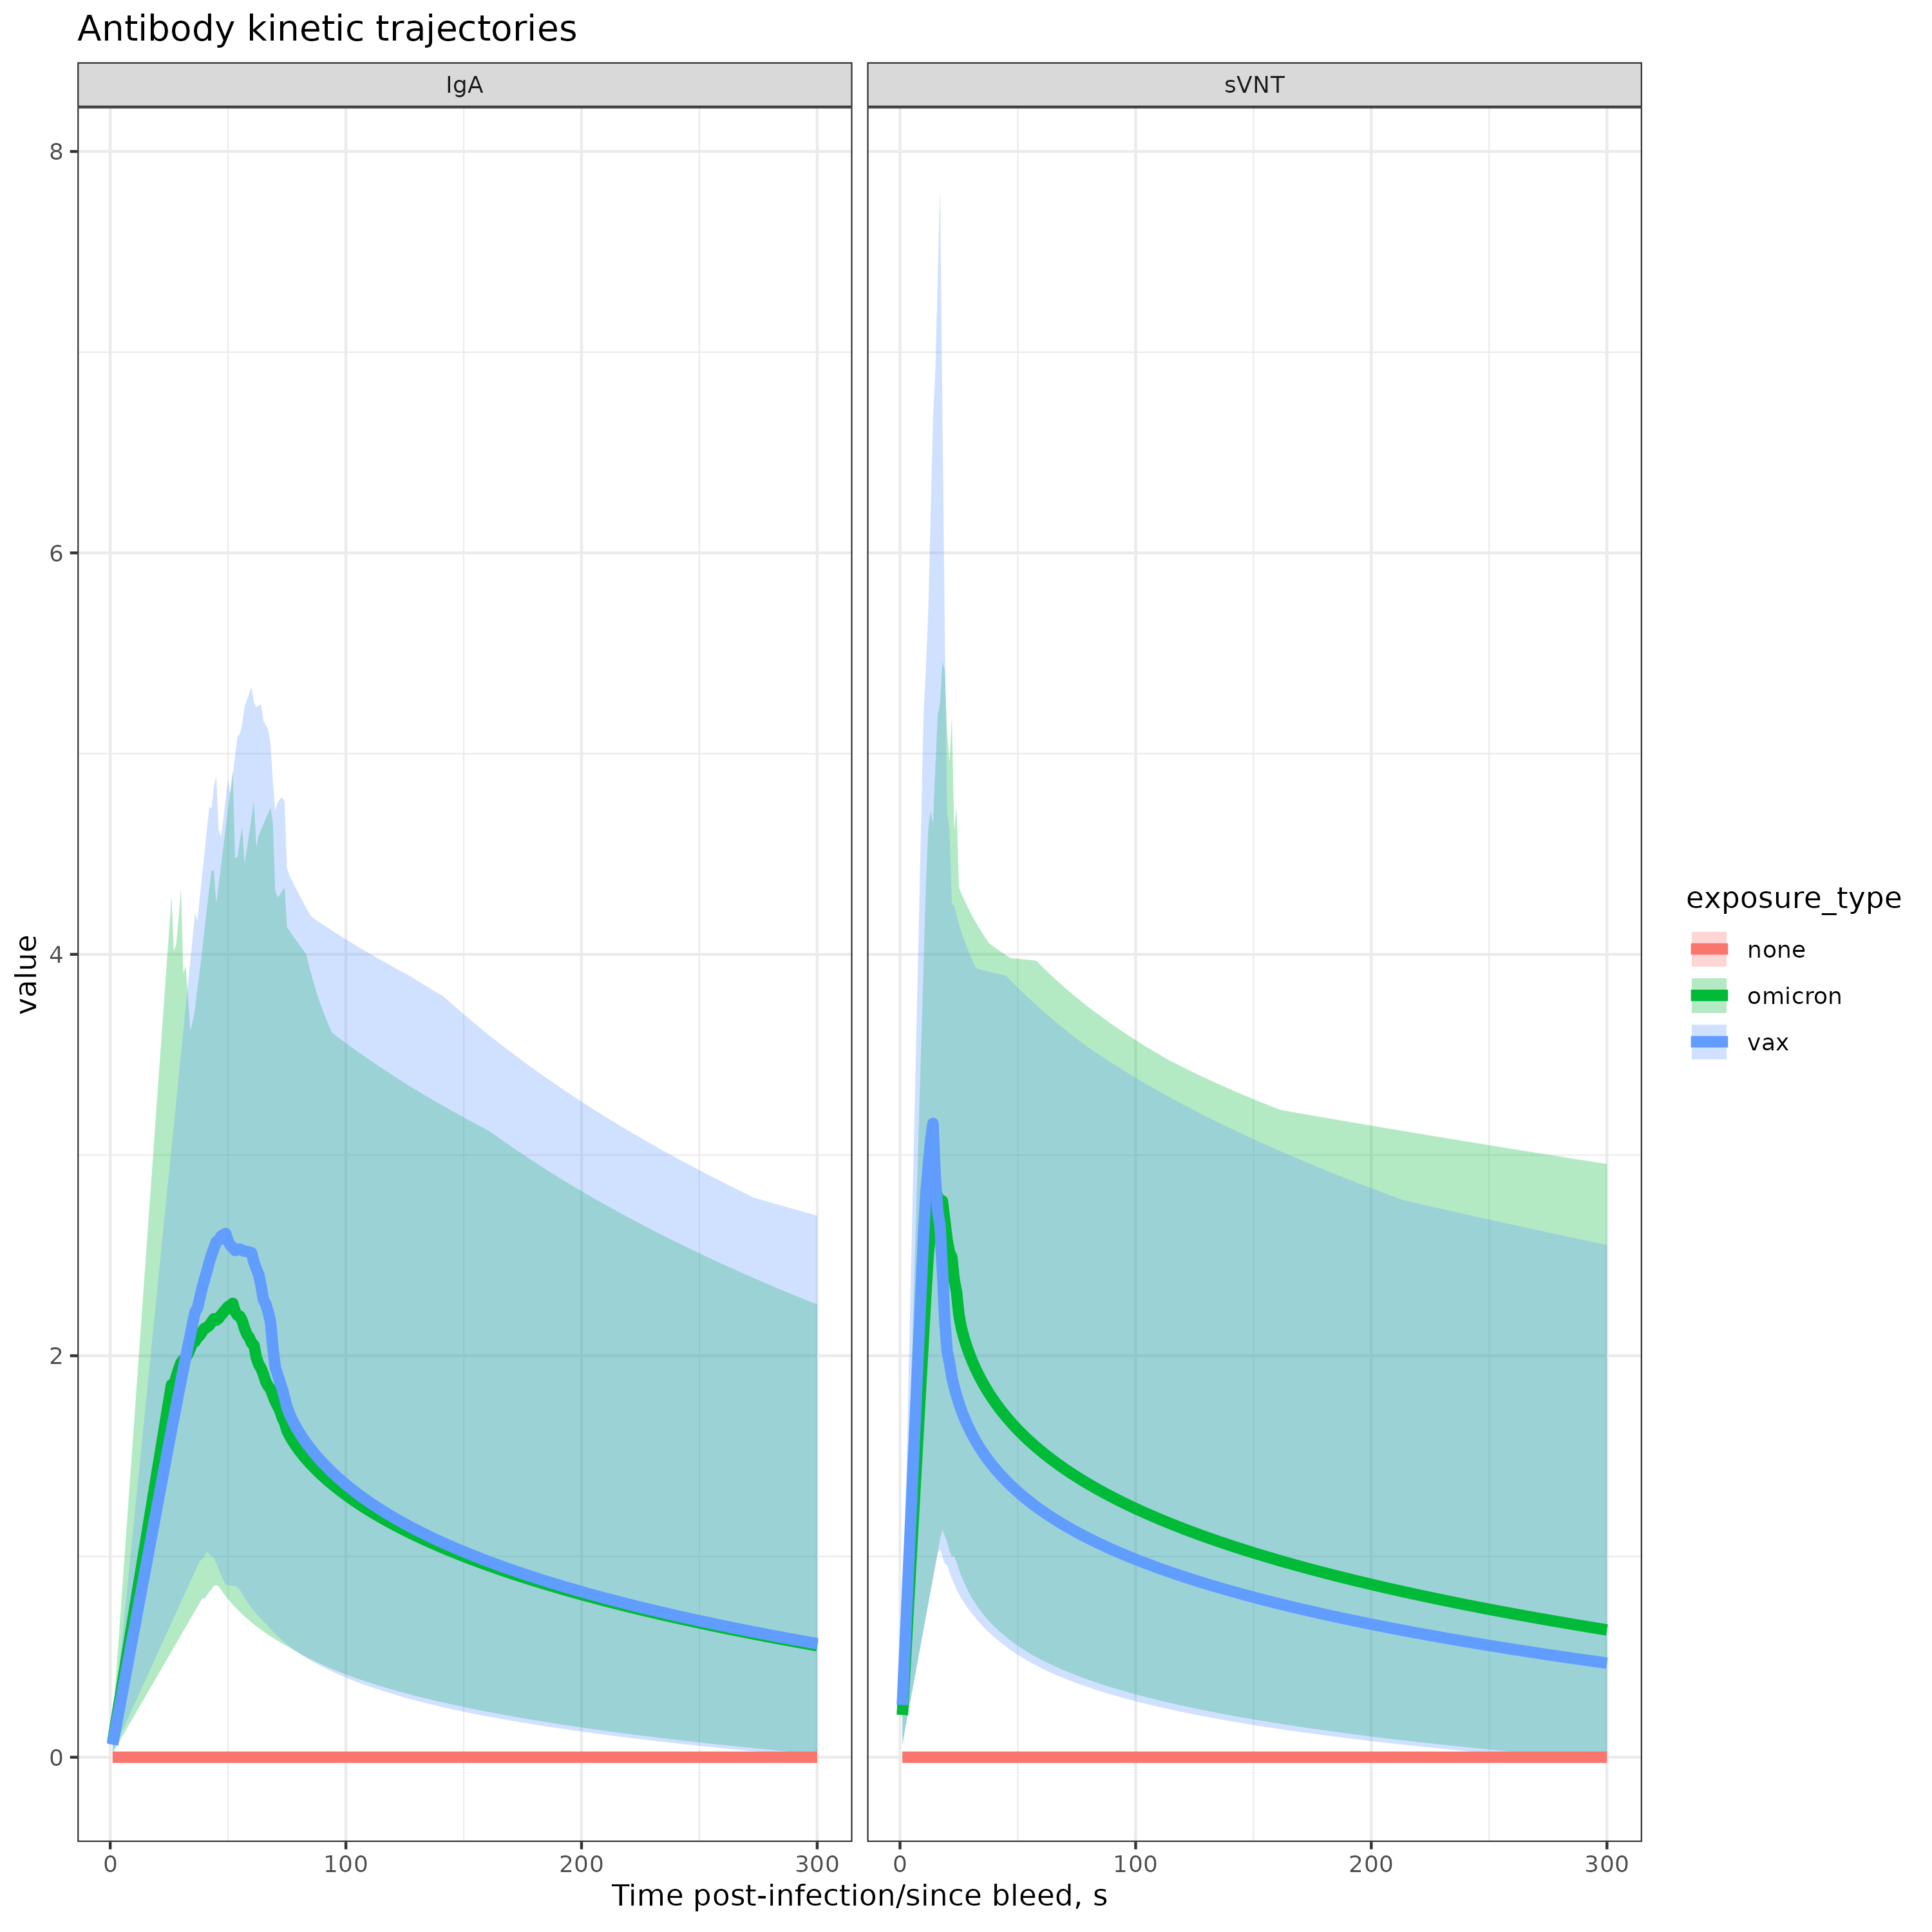 Antibody kinetic trajectories
IgA
sVNT
8
6
4
2
0
value
0 100 200 300
0 100 200 300
Time post-infection/since bleed, s
exposure_type
none
omicron
vax